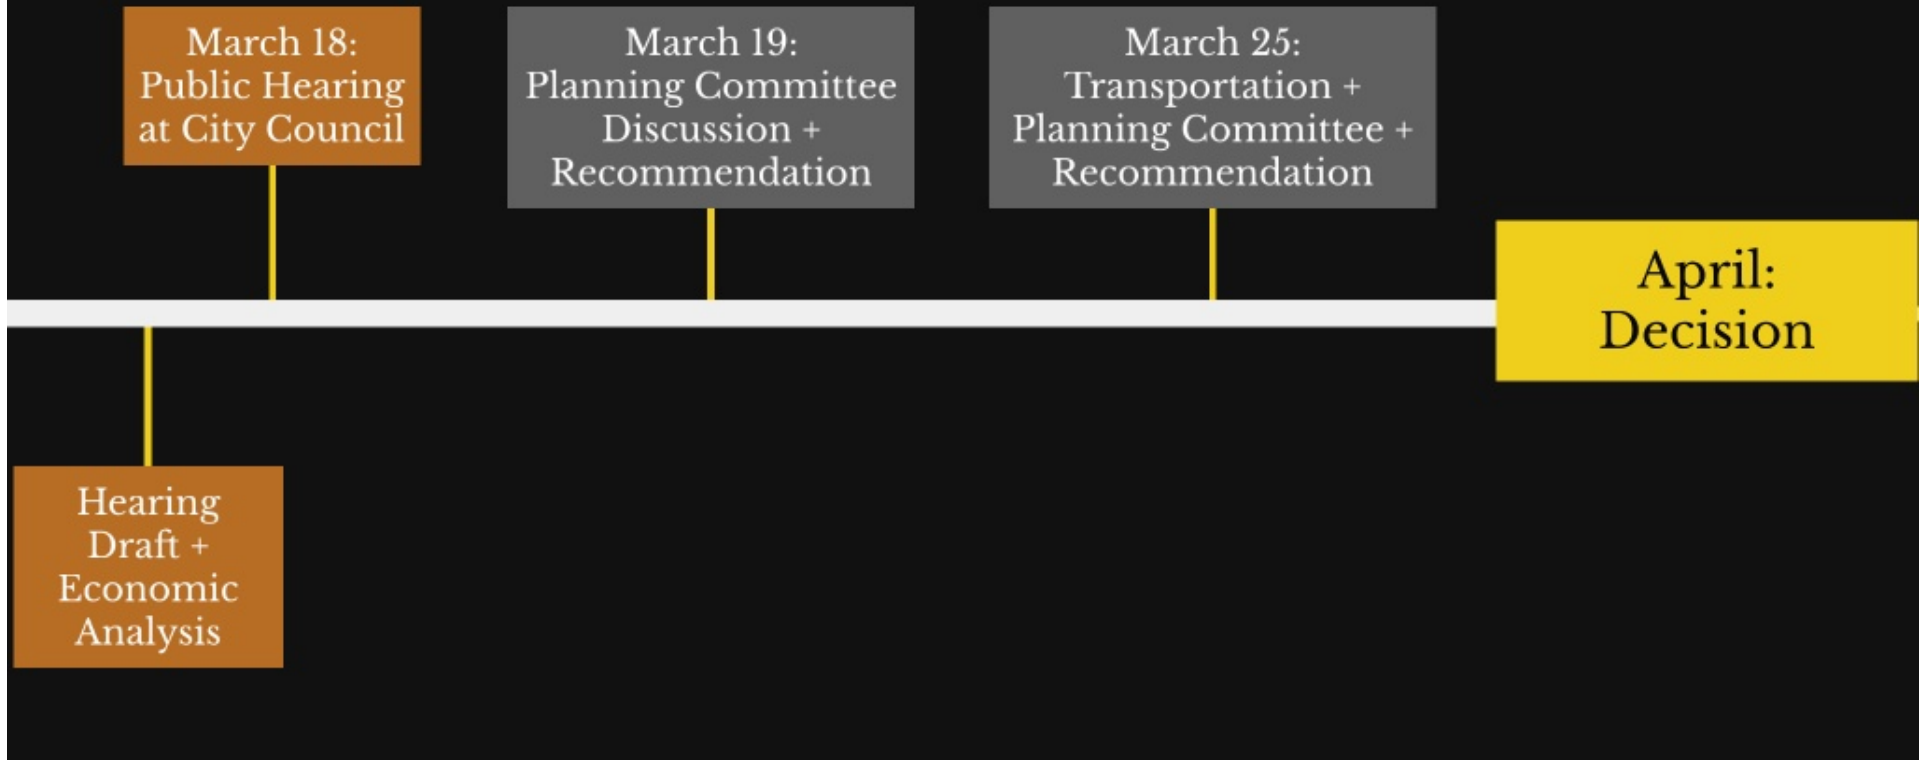 March 18:
Public Hearing
at City Council
March 19:
Planning Committee
Discussion +
Recommendation
March 25:
Transportation +
Planning Committee +
Recommendation
April:
Decision
Hearing
Draft +
Economic
Analysis